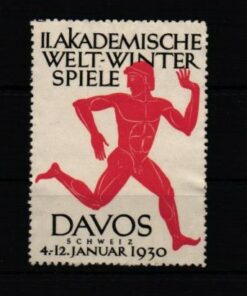 II. AKADEMISCHE
WELT-WINTER
SPIELE
DAVOS
SCHWEIZ
4.-12. JANUAR 1930